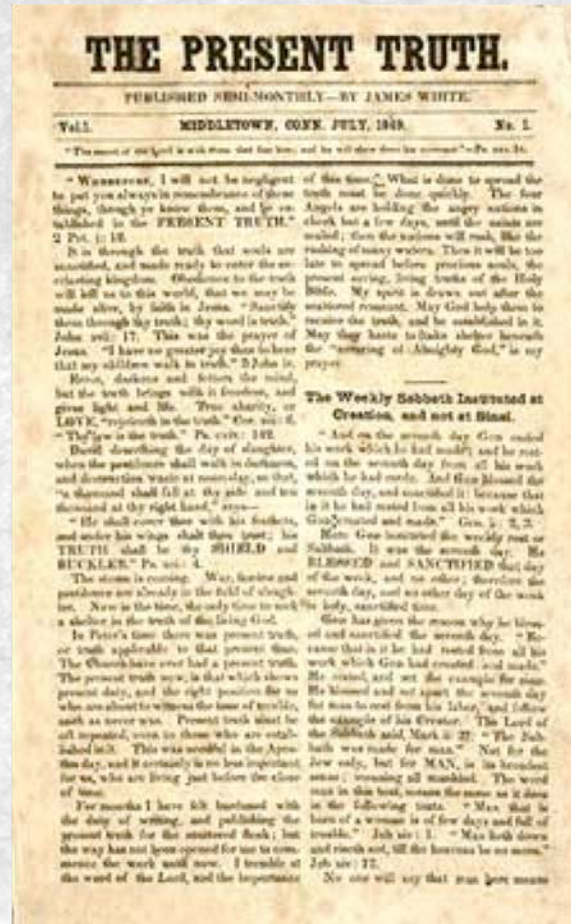 THE PRESENT TRUTH.
PUBLISHED SEMI-MONTHLY—BY JAMES WHITE.
Vol.1. MIDDLETOWN, CONN, JULY, 1849. No. 1.
"The secret of the Lord is with them that fear him; and he will shew them his covenant."—Ps. xxv. 14.
"WHEREFORE, I will not be negligent
to put you always in remembrance of these
things, though ye know them, and be es-
tablished in the PRESENT TRUTH."
2 Pet. i: 12.
It is through the truth that souls are
sanctified, and made ready to enter the ev-
erlasting kingdom. Obedience to the truth
will kill us to this world, that we may be
made alive, by faith in Jesus. "Sanctify
them through thy truth; thy word is truth."
John xvii: 17. This was the prayer of
Jesus. "I have no greater joy than to hear
that my children walk in truth." 3 John iv.
Error, darkens and fetters the mind,
but the truth brings with it freedom, and
gives light and life. True charity, or
LOVE, "rejoiceth in the truth." Cor. xiii: 6.
"Thy law is the truth." Ps. cxix: 142.
David describing the day of slaughter,
when the pestilence shall walk in darkness,
and destruction waste at noon-day, so that,
"a thousand shall fall at thy side and ten
thousand at thy right hand," says—
"He shall cover thee with his feathers,
and under his wings shalt thou trust; his
TRUTH shall be thy SHIELD and
BUCKLER." Ps. xci: 4.
The storm is coming. War, famine and
pestilence are already in the field of slaugh-
ter. Now is the time, the only time to seek
a shelter in the truth of the living God.
In Peter's time there was present truth,
or truth applicable to that present time.
The Church have ever had a present truth.
The present truth now, is that which shows
present duty, and the right position for us
who are about to witness the time of trouble,
such as never was. Present truth must be
oft repeated, even to those who are estab-
lished in it. This was needful in the Apos-
tles day, and it certainly is no less important
for us, who are living just before the close
of time.
For months I have felt burdened with
the duty of writing, and publishing the
present truth for the scattered flock; but
the way has not been opened for me to com-
mence the work until now. I tremble at
the word of the Lord, and the importance
of this time. What is done to spread the
truth must be done quickly. The four
Angels are holding the angry nations in
check but a few days, until the saints are
sealed; then the nations will rush, like the
rushing of many waters. Then it will be too
late to spread before precious souls, the
present saving, living truths of the Holy
Bible. My spirit is drawn out after the
scattered remnant. May God help them to
receive the truth, and be established in it.
May they haste to take shelter beneath
the "covering of Almighty God," is my
prayer.
The Weekly Sabbath Instituted at
Creation, and not at Sinai.
"And on the seventh day GOD ended
his work which he had made; and he rest-
ed on the seventh day from all his work
which he had made. And GOD blessed the
seventh day, and sanctified it: because that
in it he had rested from all his work which
GOD created and made." Gen. ii: 2, 3.
Here GOD instituted the weekly rest or
Sabbath. It was the seventh day. He
BLESSED and SANCTIFIED that day
of the week, and no other; therefore the
seventh day, and no other day of the week
is holy, sanctified time.
GOD has given the reason why he bless-
ed and sanctified the seventh day. "Be-
cause that in it he had rested from all his
work which GOD had created and made."
He rested, and set the example for man.
He blessed and set apart the seventh day
for man to rest from his labor, and follow
the example of his Creator. The Lord of
the Sabbath said, Mark ii: 27. "The Sab-
bath was made for man." Not for the
Jew only, but for MAN, in its broadest
sense; meaning all mankind. The word
man in this text, means the same as it does
in the following texts. "Man that is
born of a woman is of few days and full of
trouble." Job xiv: 1. "Man lieth down
and riseth not, till the heavens be no more."
Job xiv: 12.
No one will say that man here means